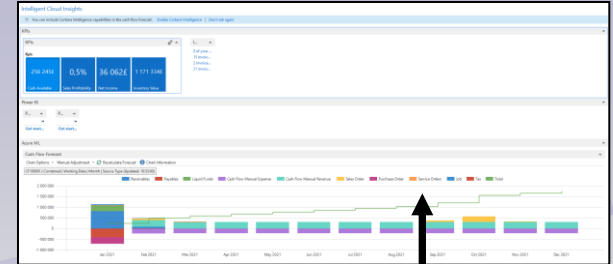 Intelligent Cloud Insights
You can include Cortana Intelligence capabilities in the cash flow forecast. Enable Cortana Intelligence | Don't ask again
KPIs
KPIs
I...
Kpis
256 245£
0,5%
36 062£
1 171 334£
Cash Available
Sales Profitability
Net Income
Inventory Value
Power BI
P...
P...
Get start...
Get start...
Azure ML
Cash Flow Forecast
Chart Options
Manual Adjustment
Recalculate Forecast
Chart Information
Receivables
Payables
Liquid Funds
Cash Flow Manual Expense
Cash Flow Manual Revenue
Sales Order
Purchase Order
Service Orders
Job
Tax
Total
2 000 000
1 500 000
1 000 000
500 000
0
-500 000
-1 000 000
Jan 2021
Feb 2021
Mar 2021
Apr 2021
May 2021
Jun 2021
Jul 2021
Aug 2021
Sep 2021
Oct 2021
Nov 2021
Dec 2021